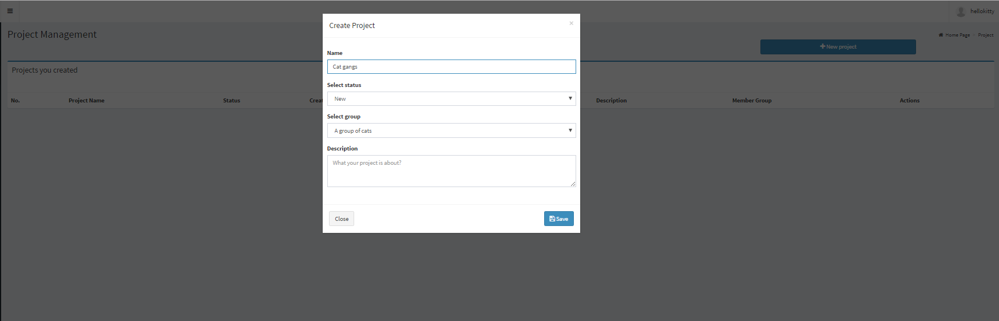 hellokitty
Create Project
×
Project Management
Home Page > Project
New project
Name
Cat gangs
Projects you created
Select status
New
No. Project Name Status Description Member Group Actions
Select group
A group of cats
Description
What your project is about?
Close Save